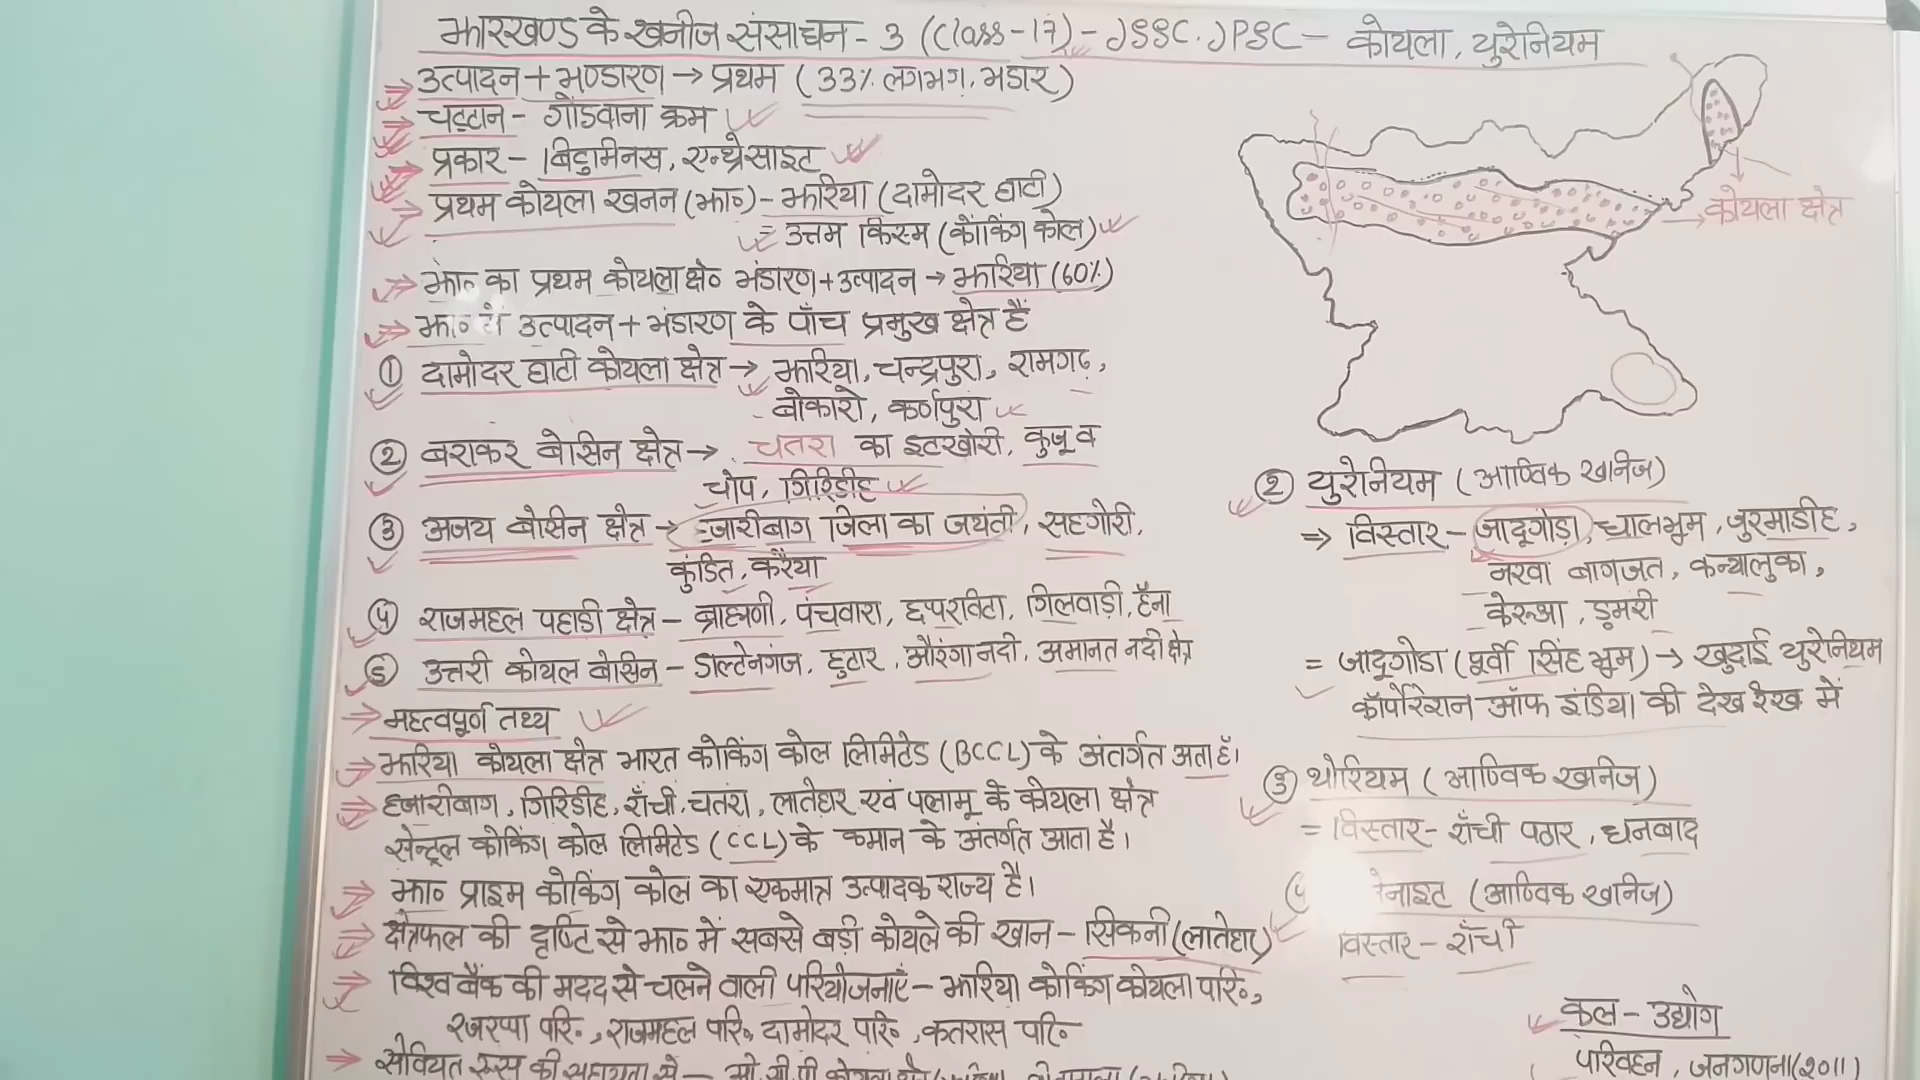 झारखण्ड के खनीज संसाधन - 3 (Class-17) - JSSC. JPSC - कोयला, युरेनियम
उत्पादन + भण्डारण → प्रथम (33% लगभग. भंडार)
चट्टान - गोंडवाना क्रम
प्रकार - बिटुमिनस, एन्थ्रेसाइट
प्रथम कोयला खनन (झा०) - झरिया (दामोदर घाटी)
= उत्तम किस्म (कोंकिंग कोल)
झा० का प्रथम कोयला क्षे० भंडारण + उत्पादन → झरिया (60%)
झा० में उत्पादन + भंडारण के पाँच प्रमुख क्षेत्र हैं
① दामोदर घाटी कोयला क्षेत्र → झरिया, चन्द्रपुरा, रामगढ़,
बोकारो, कर्णपुरा
② बराकर बेसिन क्षेत्र → चतरा का इटखोरी, कुजू व
चोप, गिरिडीह
③ अजय बेसिन क्षेत्र → हजारीबाग जिला का जयंती, सहगोरी,
कुंडित, करैया
④ राजमहल पहाडी क्षेत्र - ब्राह्मणी, पंचवारा, छपरविटा, गिलवाड़ी, हैना
उत्तरी कोयल बेसिन - डाल्टेनगंज, हुटार, औरंगा नदी, अमानत नदी क्षेत्र
→ महत्वपूर्ण तथ्य
झरिया कोयला क्षेत्र भारत कोकिंग कोल लिमिटेड (BCCL) के अंतर्गत अता हैं।
हजारीबाग, गिरिडीह, राँची, चतरा, लातेहार एवं पलामू के कोयला क्षेत्र
सेन्ट्रल कोकिंग कोल लिमिटेड (CCL) के कमान के अंतर्गत आता है।
झा० प्राइम कोकिंग कोल का एकमात्र उत्पादक राज्य है।
क्षेत्रफल की दृष्टि से झा० में सबसे बड़ी कोयले की खान - सिकनी (लातेहार)
विश्व बैंक की मदद से चलने वाली परियोजनाएं - झरिया कोकिंग कोयला परि०,
रजरप्पा परि०, राजमहल परि० दामोदर परि०, कतरास परि०
सोवियत रूस की सहायता से -
कोयला क्षेत्र
② युरेनियम (आण्विक खनिज)
⇒ विस्तार - जादूगोड़ा, धालभूम, जुरमाडीह,
नरवा बागजत, कन्यालुका,
केरुआ, डुमरी
= जादूगोडा (पूर्वी सिंहभूम) → खुदाई युरेनियम
कॉर्पोरेशन ऑफ इंडिया की देख रेख में
③ थोरियम (आण्विक खनिज)
= विस्तार - राँची पठार, धनबाद
(आण्विक खनिज)
विस्तार - राँची
कल - उद्योग
परिवहन, जनगणना (2011)